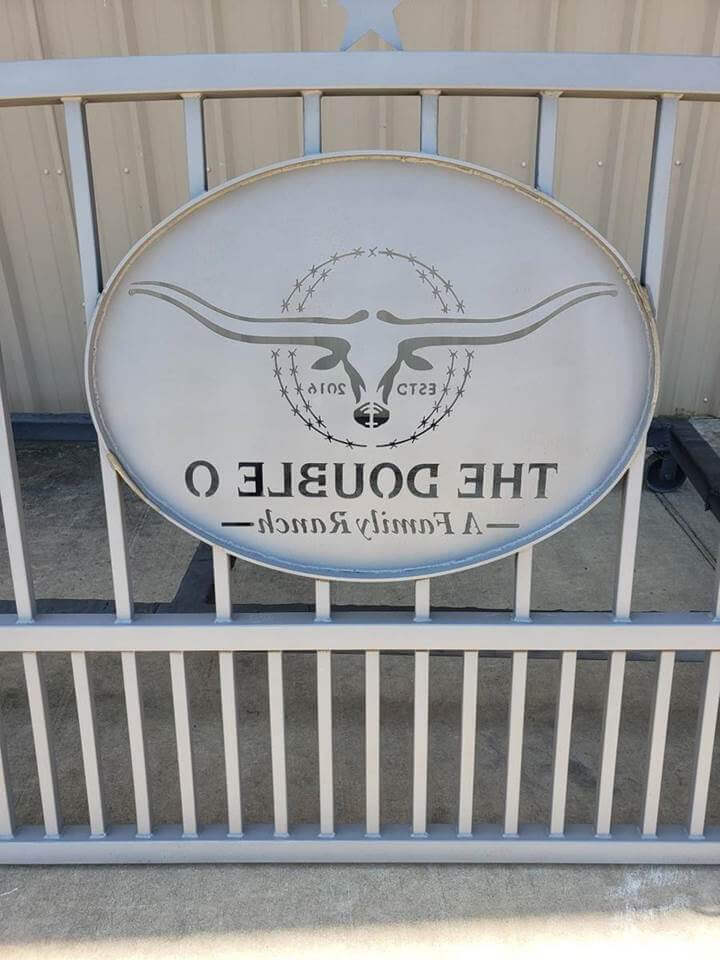 ESTD 2016
THE DOUBLE O
A Family Ranch